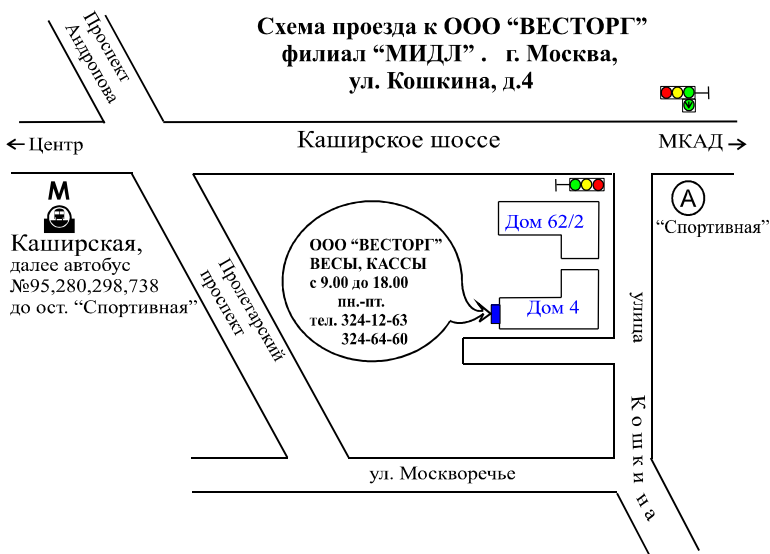 Схема проезда к ООО “ВЕСТОРГ”
филиал “МИДЛ” .   г. Москва,
ул. Кошкина, д.4
Проспект
Андропова
←Центр
Каширское шоссе
МКАД→
М
Каширская,
далее автобус
№95,280,298,738
до ост. “Спортивная”
А
“Спортивная”
Дом 62/2
ООО “ВЕСТОРГ”
ВЕСЫ, КАССЫ
с 9.00 до 18.00
пн.-пт.
тел. 324-12-63
324-64-60
Дом 4
Пролетарский
проспект
улица
Кошкина
ул. Москворечье